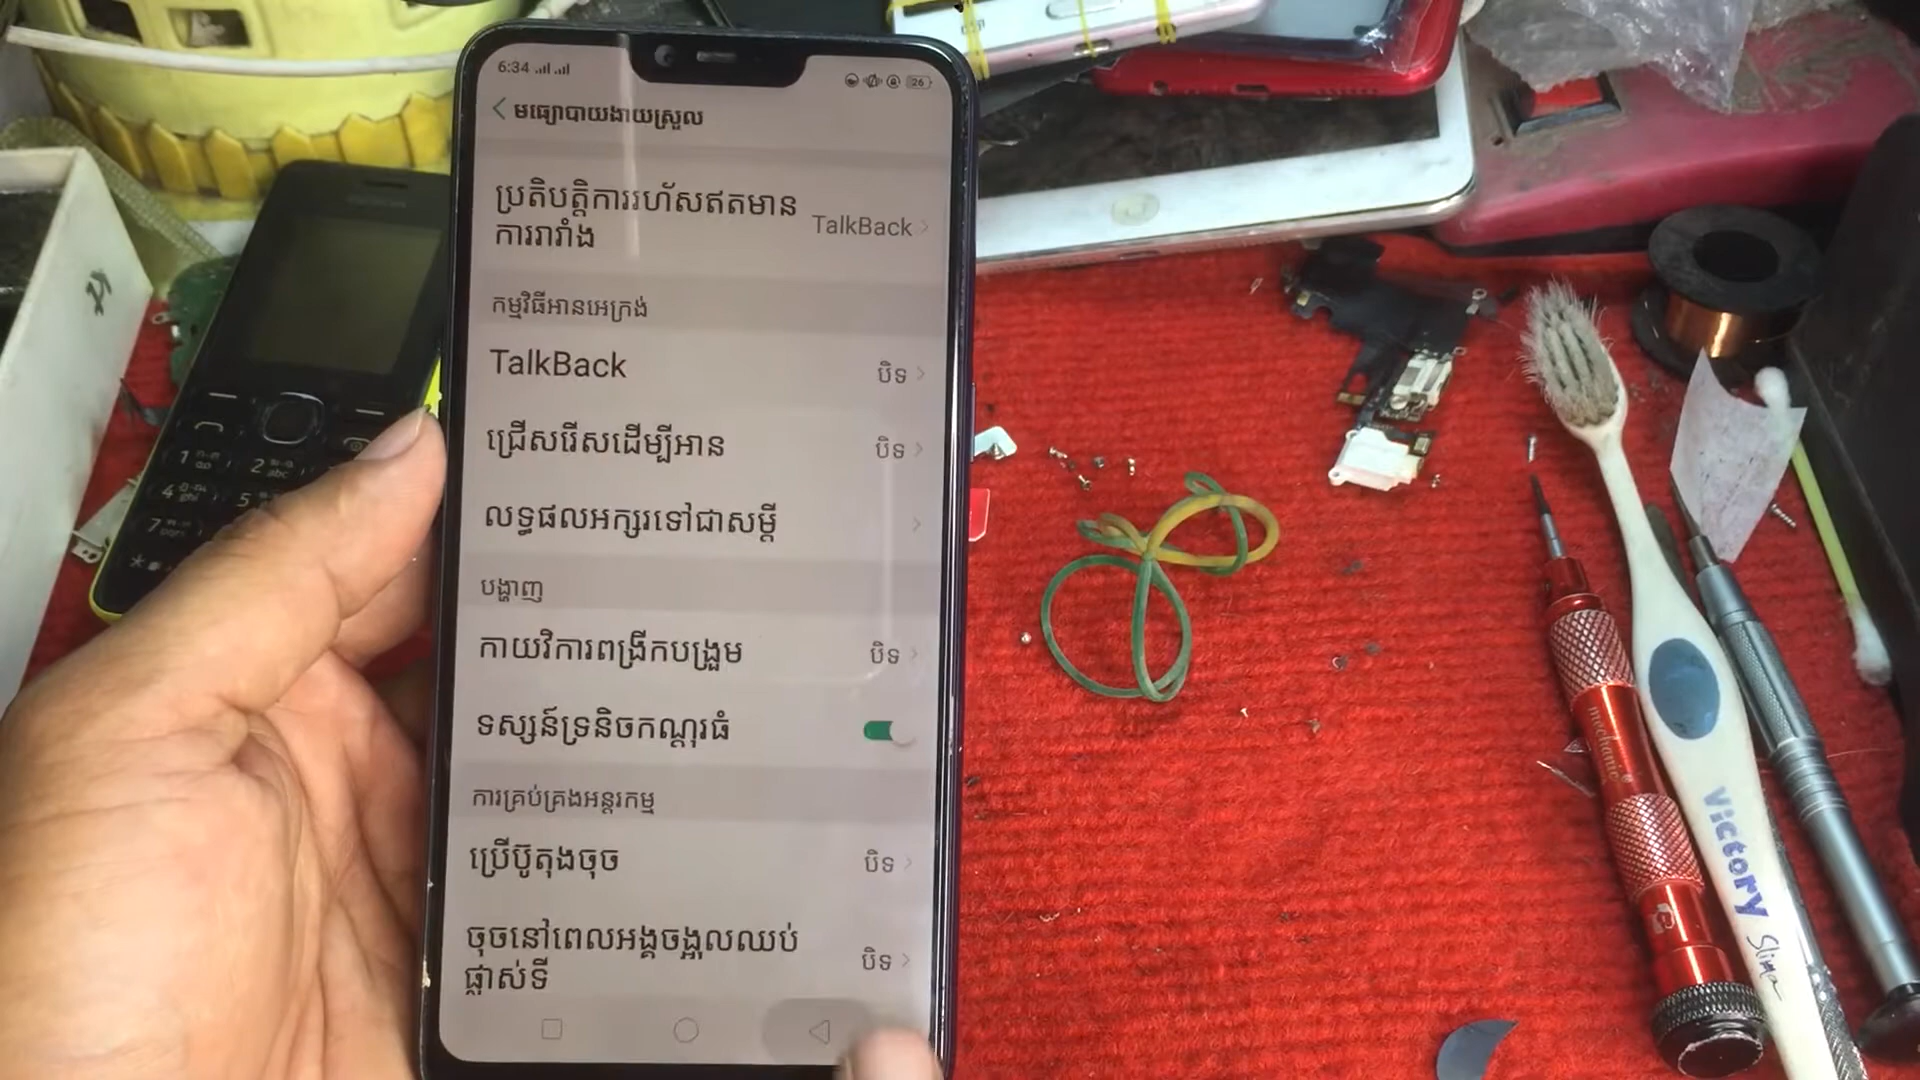 6:34
26
មធ្យោបាយងាយស្រួល
ប្រតិបត្តិការរហ័សឥតមាន
ការរារាំង
TalkBack
កម្មវិធីអានអេក្រង់
TalkBack
បិទ
ជ្រើសរើសដើម្បីអាន
បិទ
លទ្ធផលអក្សរទៅជាសម្ដី
បង្ហាញ
កាយវិការពង្រីកបង្រួម
បិទ
ទស្សន៍ទ្រនិចកណ្ដុរធំ
ការគ្រប់គ្រងអន្តរកម្ម
ប្រើប៊ូតុងចុច
បិទ
ចុចនៅពេលអង្គចង្អុលឈប់
ផ្លាស់ទី
បិទ
1
2 abc
4 ghi
5
7
*
mechanic
Victory